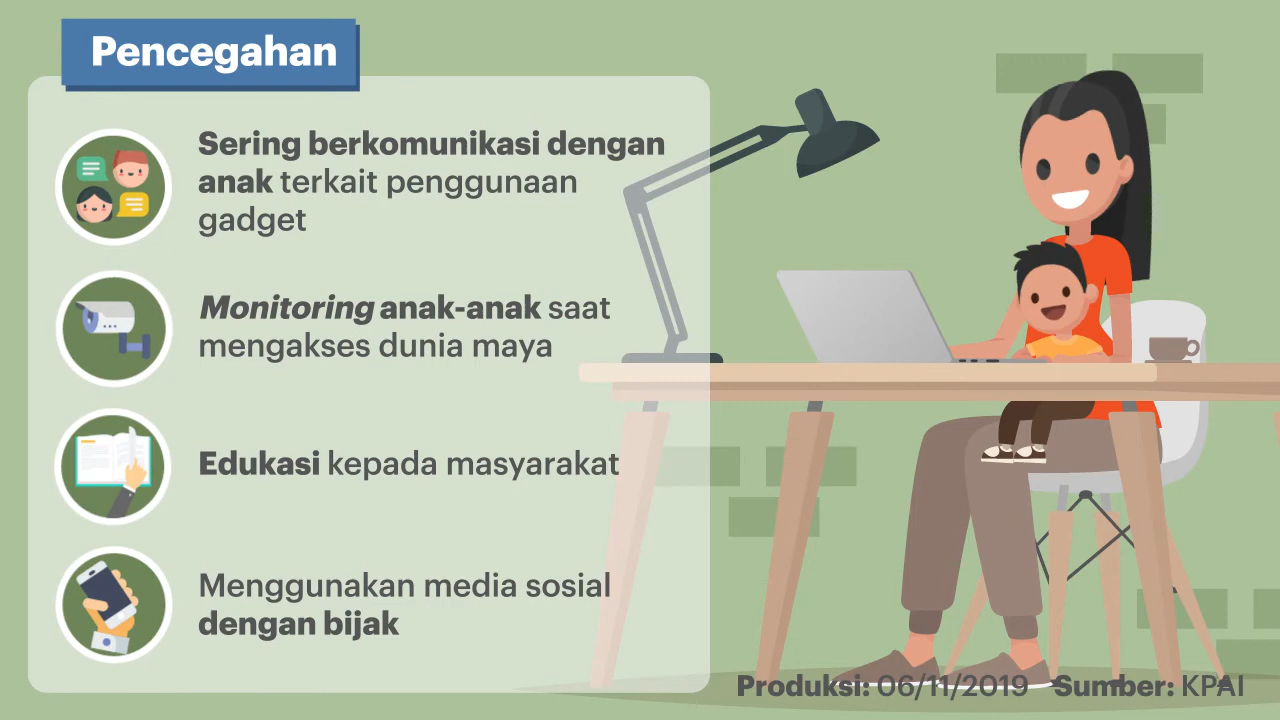 Pencegahan
Sering berkomunikasi dengan
anak terkait penggunaan
gadget
Monitoring anak-anak saat
mengakses dunia maya
Edukasi kepada masyarakat
Menggunakan media sosial
dengan bijak
Produksi: 06/11/2019 Sumber: KPAI